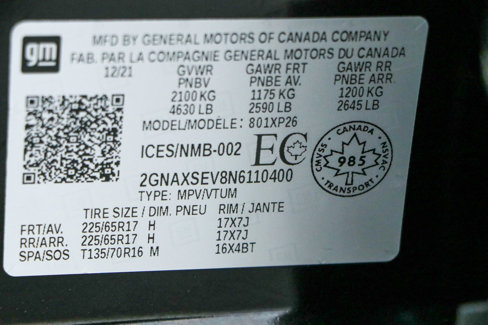 gm
MFD BY GENERAL MOTORS OF CANADA COMPANY
FAB. PAR LA COMPAGNIE GENERAL MOTORS DU CANADA
12/21 GVWR GAWR FRT GAWR RR
PNBV PNBE AV. PNBE ARR.
2100 KG 1175 KG 1200 KG
4630 LB 2590 LB 2645 LB
MODEL/MODÈLE: 801XP26
ICES/NMB-002 EC
CANADA
CMVSS 985 NSVAC
TRANSPORT
2GNAXSEV8N6110400
TYPE: MPV/VTUM
TIRE SIZE / DIM. PNEU RIM / JANTE
FRT/AV. 225/65R17 H 17X7J
RR/ARR. 225/65R17 H 17X7J
SPA/SOS T135/70R16 M 16X4BT